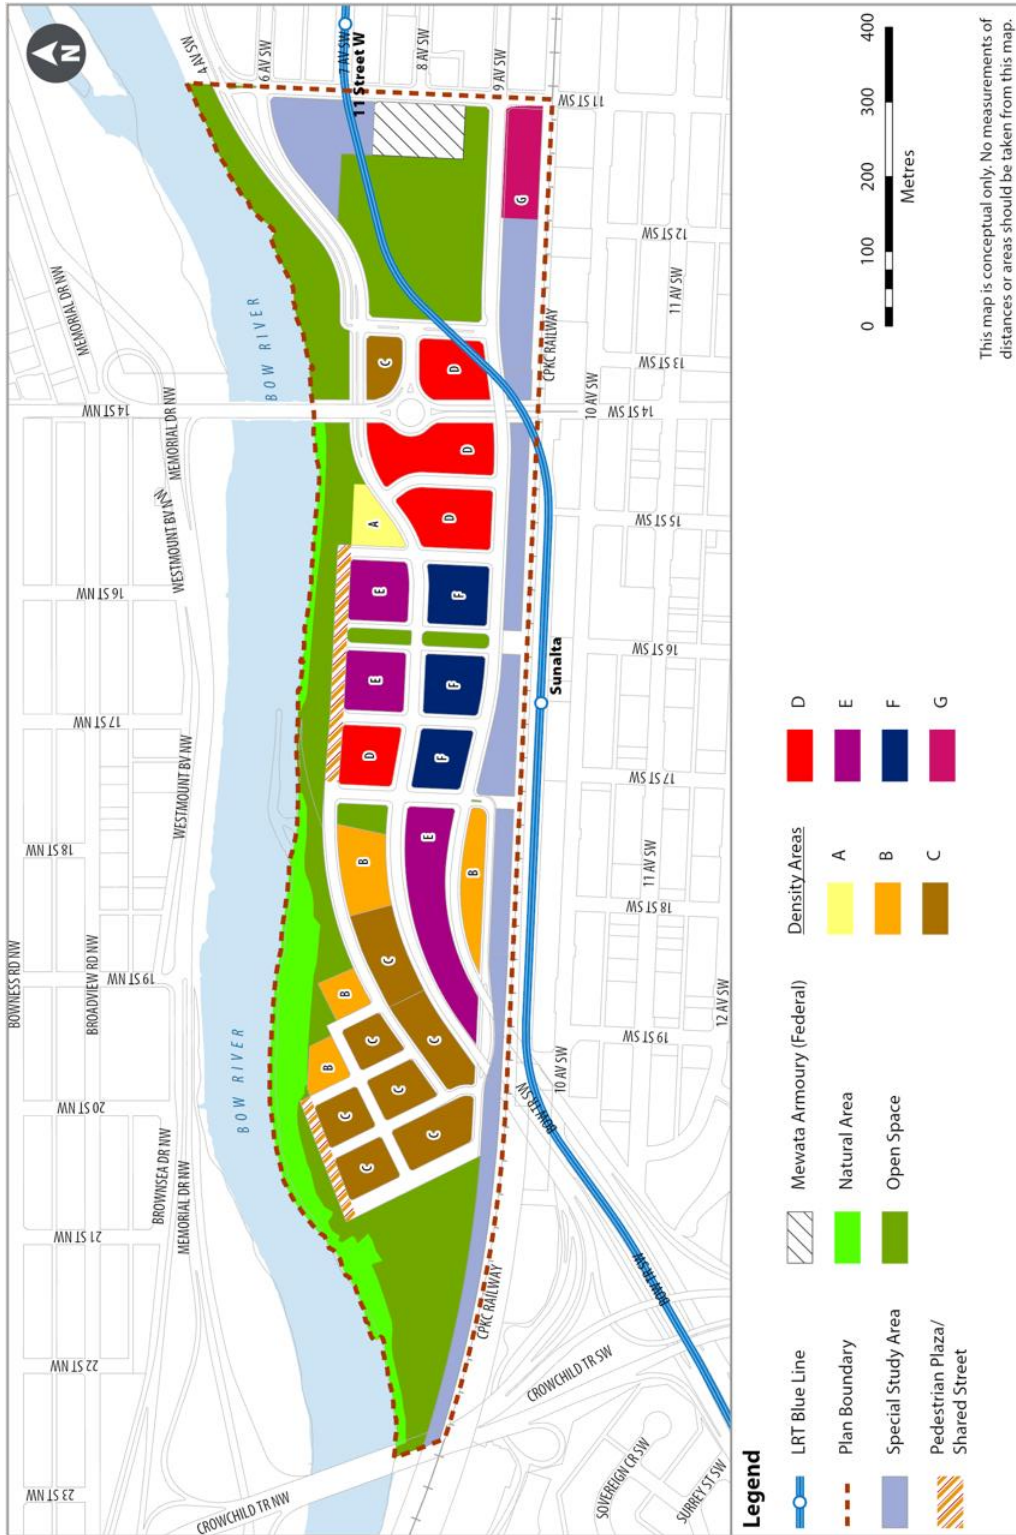 N
4 AV SW
6 AV SW
7 AV SW
11 Street W
8 AV SW
9 AV SW
11 ST SW
MEMORIAL DR NW
BOW RIVER
G
12 ST SW
11 AV SW
CPKC RAILWAY
13 ST SW
C
D
14 ST NW
MEMORIAL DR NW
10 AV SW
14 ST SW
D
A
D
15 ST SW
WESTMOUNT BV NW
16 ST NW
E
F
16 ST SW
E
F
Sunalta
17 ST NW
D
F
17 ST SW
WESTMOUNT BV NW
18 ST NW
B
E
B
11 AV SW
18 ST SW
BOWNESS RD NW
BROADVIEW RD NW
19 ST NW
C
B
C
C
B
C
C
C
C
19 ST SW
12 AV SW
10 AV SW
BOW TR SW
BOW RIVER
20 ST NW
BROWNSEA DR NW
MEMORIAL DR NW
21 ST NW
CPKC RAILWAY
BOW TR SW
22 ST NW
CROWCHILD TR SW
23 ST NW
CROWCHILD TR NW
SOVEREIGN CR SW
SURREY ST SW
Legend
LRT Blue Line
Plan Boundary
Special Study Area
Pedestrian Plaza/
Shared Street
Mewata Armoury (Federal)
Natural Area
Open Space
Density Areas
A
B
C
D
E
F
G
0 100 200 300 400
Metres
This map is conceptual only. No measurements of
distances or areas should be taken from this map.